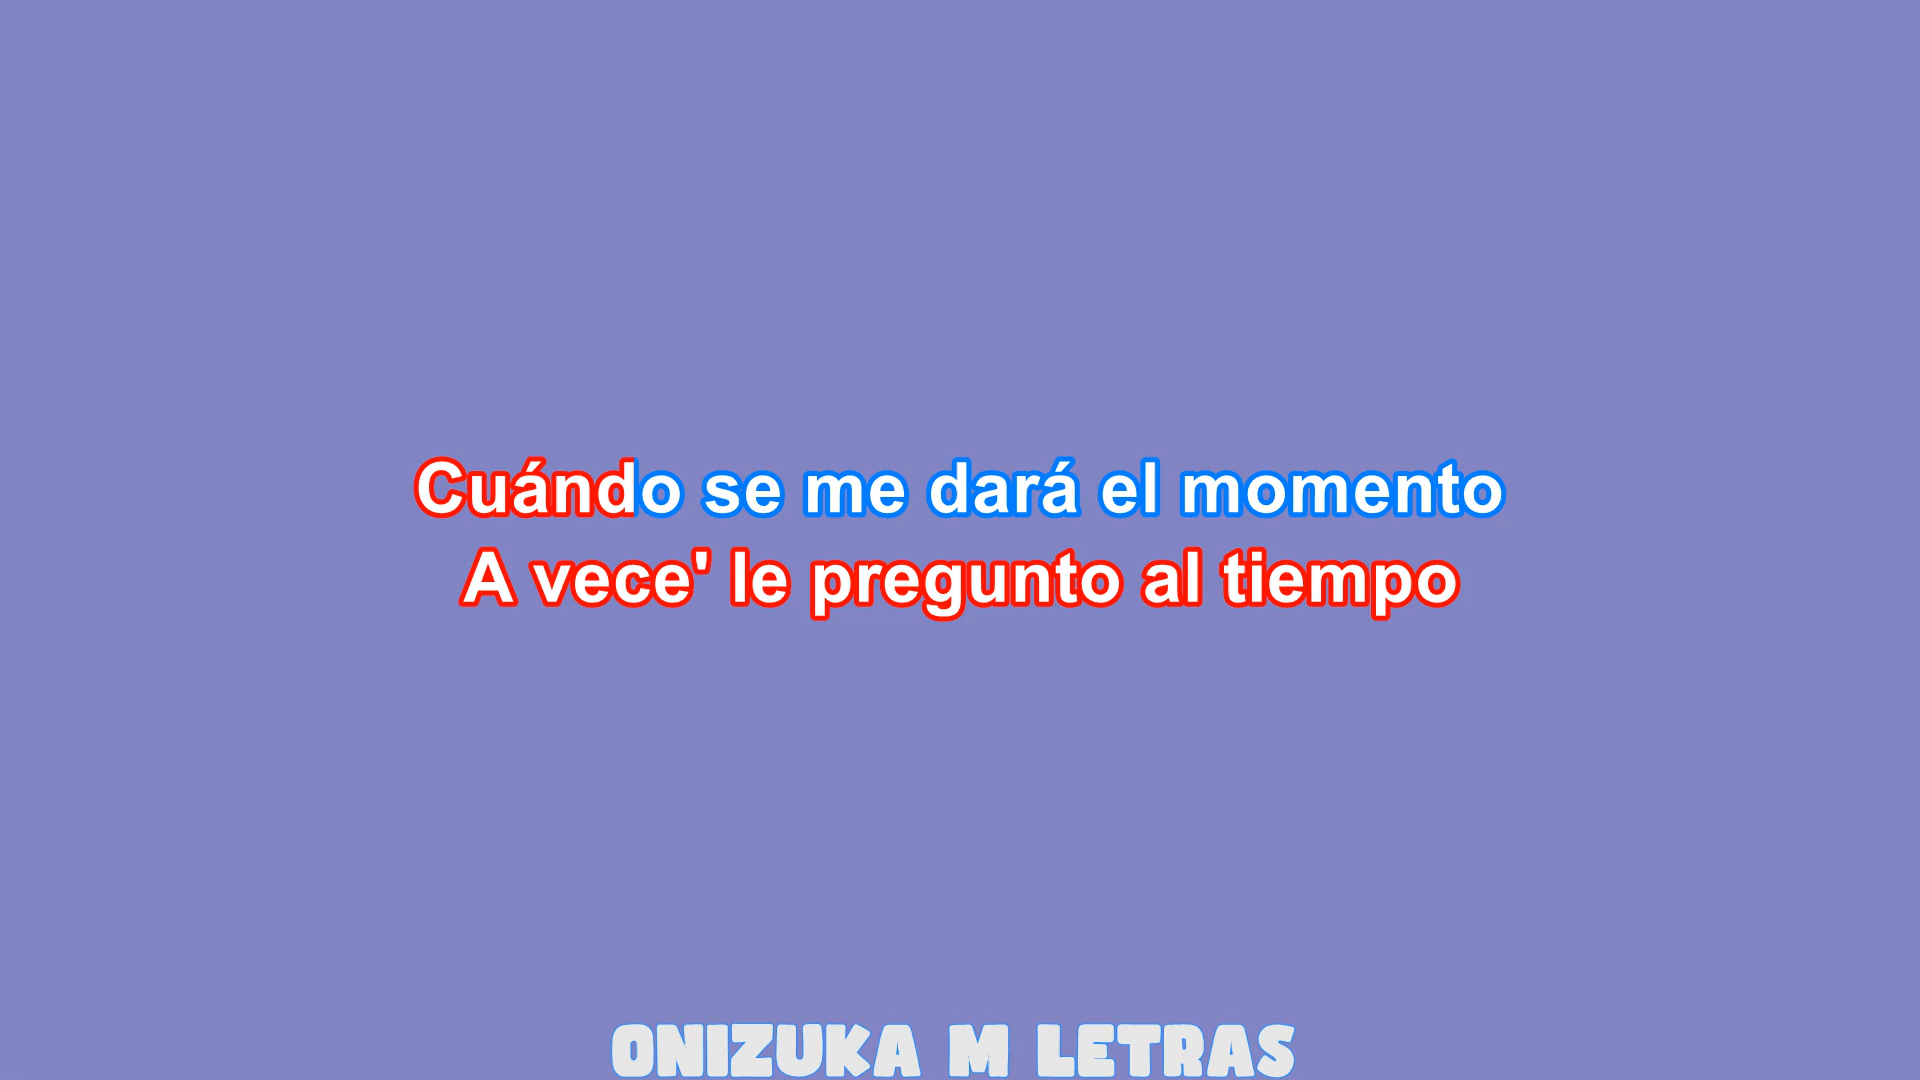 Cuándo se me dará el momento
A vece' le pregunto al tiempo
ONIZUKA M LETRAS